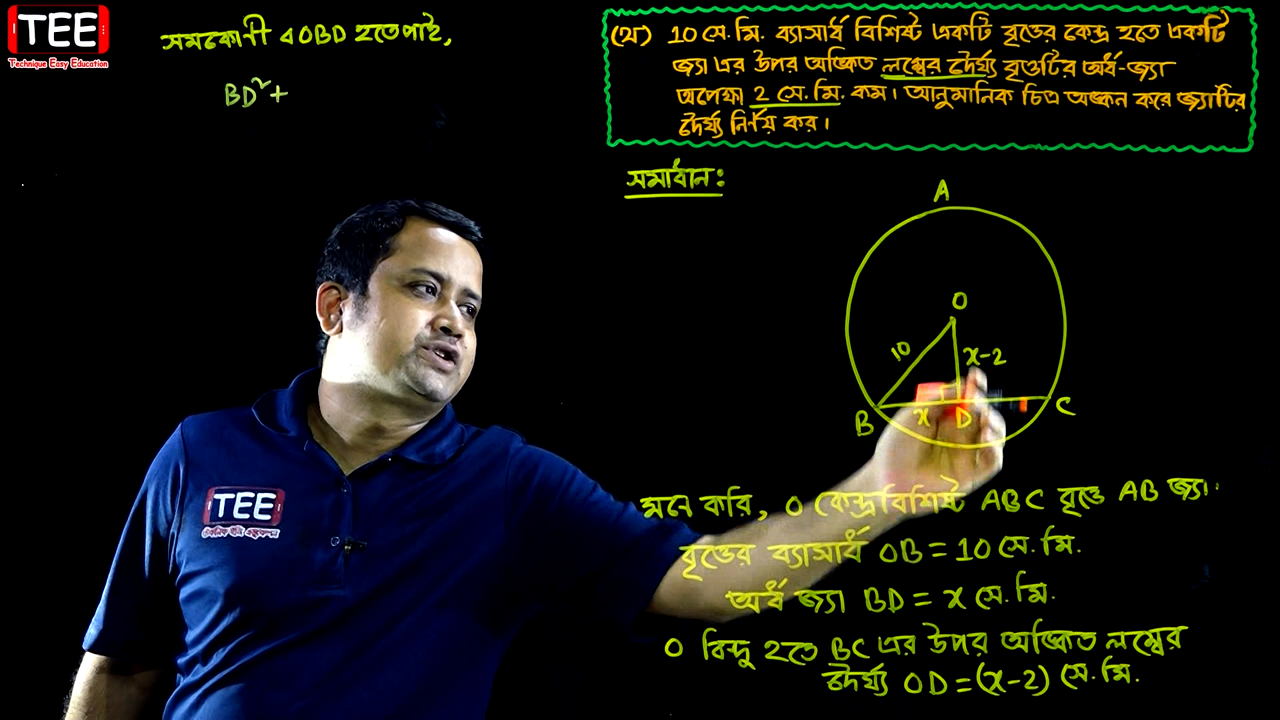 TEE
Technique Easy Education
সমকোণী ΔOBD হতে পাই,
BD²+
(থ) 10 সে. মি. ব্যাসার্ধ বিশিষ্ট একটি বৃত্তের কেন্দ্র হতে একটি
জ্যা এর উপর অঙ্কিত লম্বের দৈর্ঘ্য বৃত্তটির অর্ধ-জ্যা
অপেক্ষা 2 সে. মি. কম। আনুমানিক চিত্র অঙ্কন করে জ্যাটির
দৈর্ঘ্য নির্ণয় কর।
সমাধান:
A
O
10
x-2
B
x
D
C
মনে করি, O কেন্দ্রবিশিষ্ট ABC বৃত্তে AB জ্যা।
বৃত্তের ব্যাসার্ধ OB = 10 সে. মি.
অর্ধ জ্যা BD = x সে. মি.
O বিন্দু হতে BC এর উপর অঙ্কিত লম্বের
দৈর্ঘ্য OD = (x-2) সে. মি.
TEE